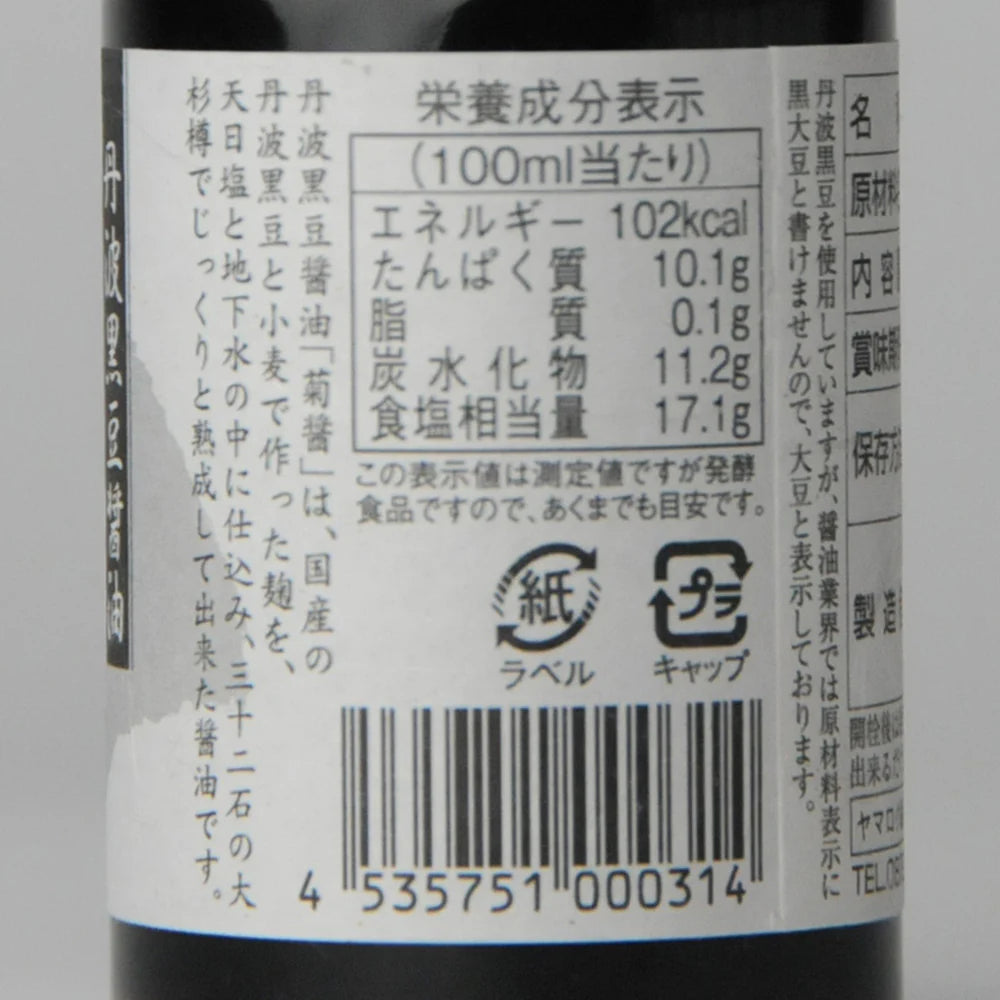 丹波黒豆醤油
丹波黒豆醤油「菊醤」は、国産の
丹波黒豆と小麦で作った麹を、
天日塩と地下水の中に仕込み、三十二石の大
杉樽でじっくりと熟成して出来た醤油です。
栄養成分表示
(100ml当たり)
エネルギー 102kcal
たんぱく質 10.1g
脂質 0.1g
炭水化物 11.2g
食塩相当量 17.1g
この表示値は測定値ですが発酵
食品ですので、あくまでも目安です。
紙
ラベル
プラ
キャップ
4 535751 000314
丹波黒豆を使用していますが、醤油業界では原材料表示に
黒大豆と書けませんので、大豆と表示しております。
名
原材料
内容
賞味期
保存方
製造
開栓後は
出来るだ
ヤマロ
TEL.08